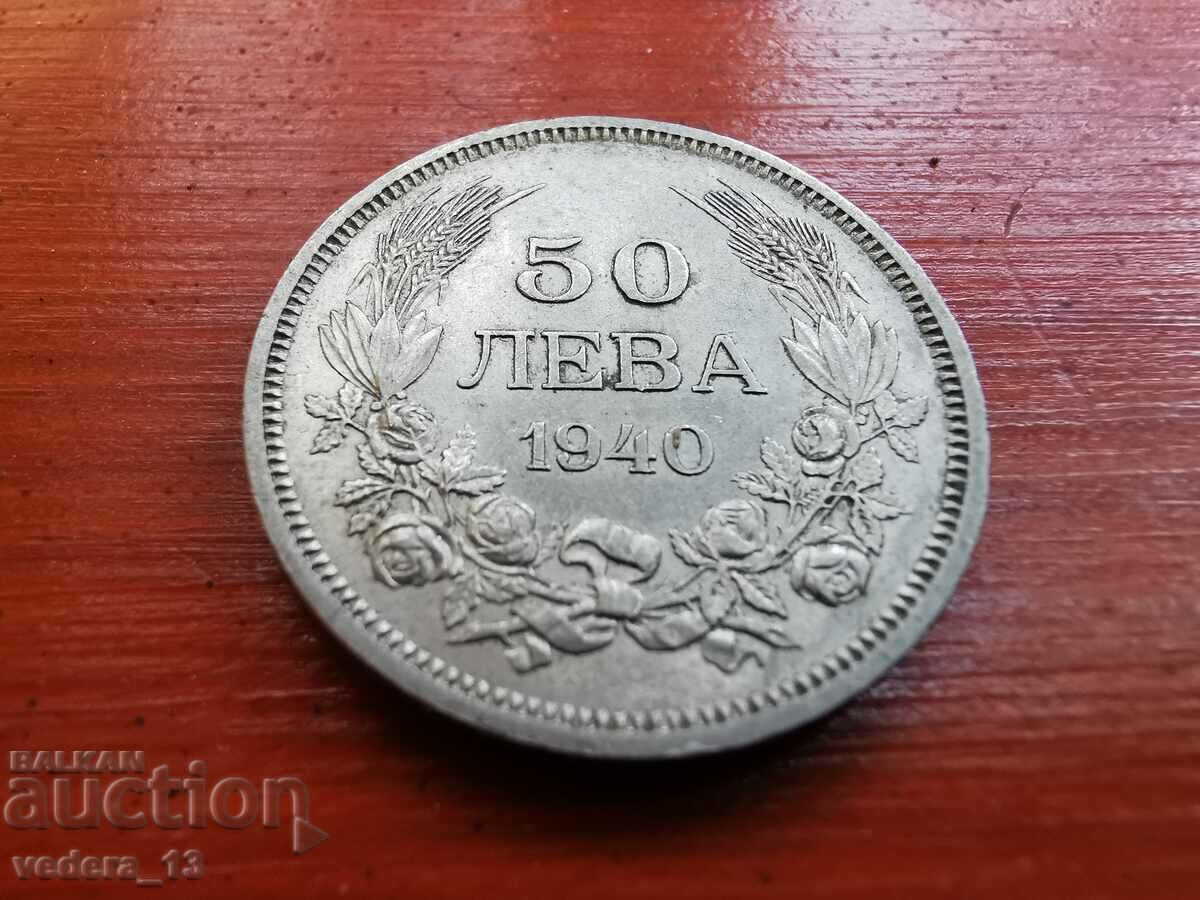 50
ЛЕВА
1940
BALKAN
auction
vedera_13